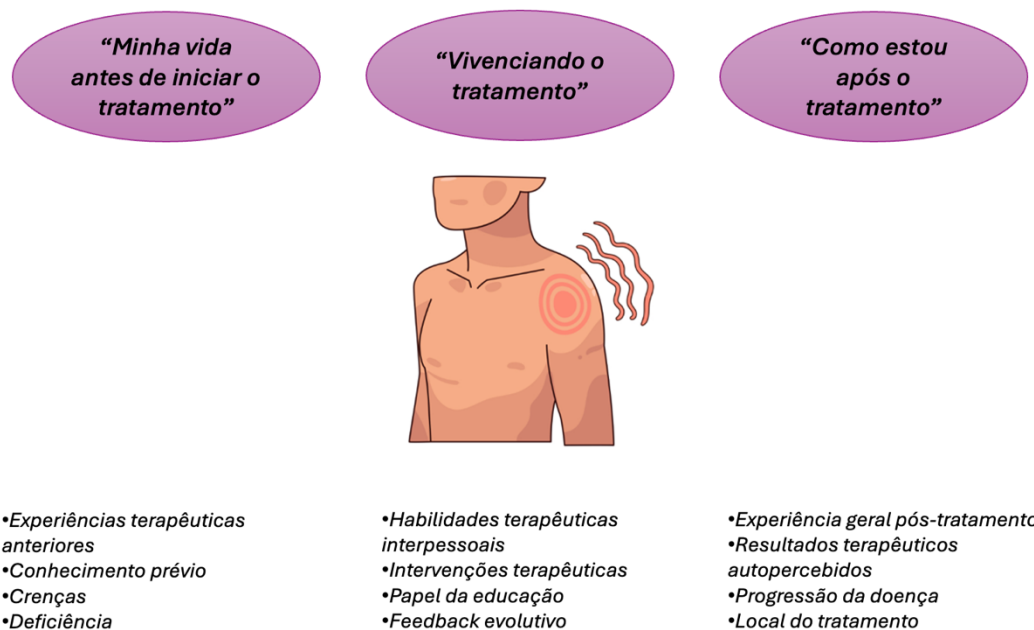 “Minha vida
antes de iniciar o
tratamento”
“Vivenciando o
tratamento”
“Como estou
após o
tratamento”
•Experiências terapêuticas
anteriores
•Conhecimento prévio
•Crenças
•Deficiência
•Habilidades terapêuticas
interpessoais
•Intervenções terapêuticas
•Papel da educação
•Feedback evolutivo
•Experiência geral pós-tratamento
•Resultados terapêuticos
autopercebidos
•Progressão da doença
•Local do tratamento